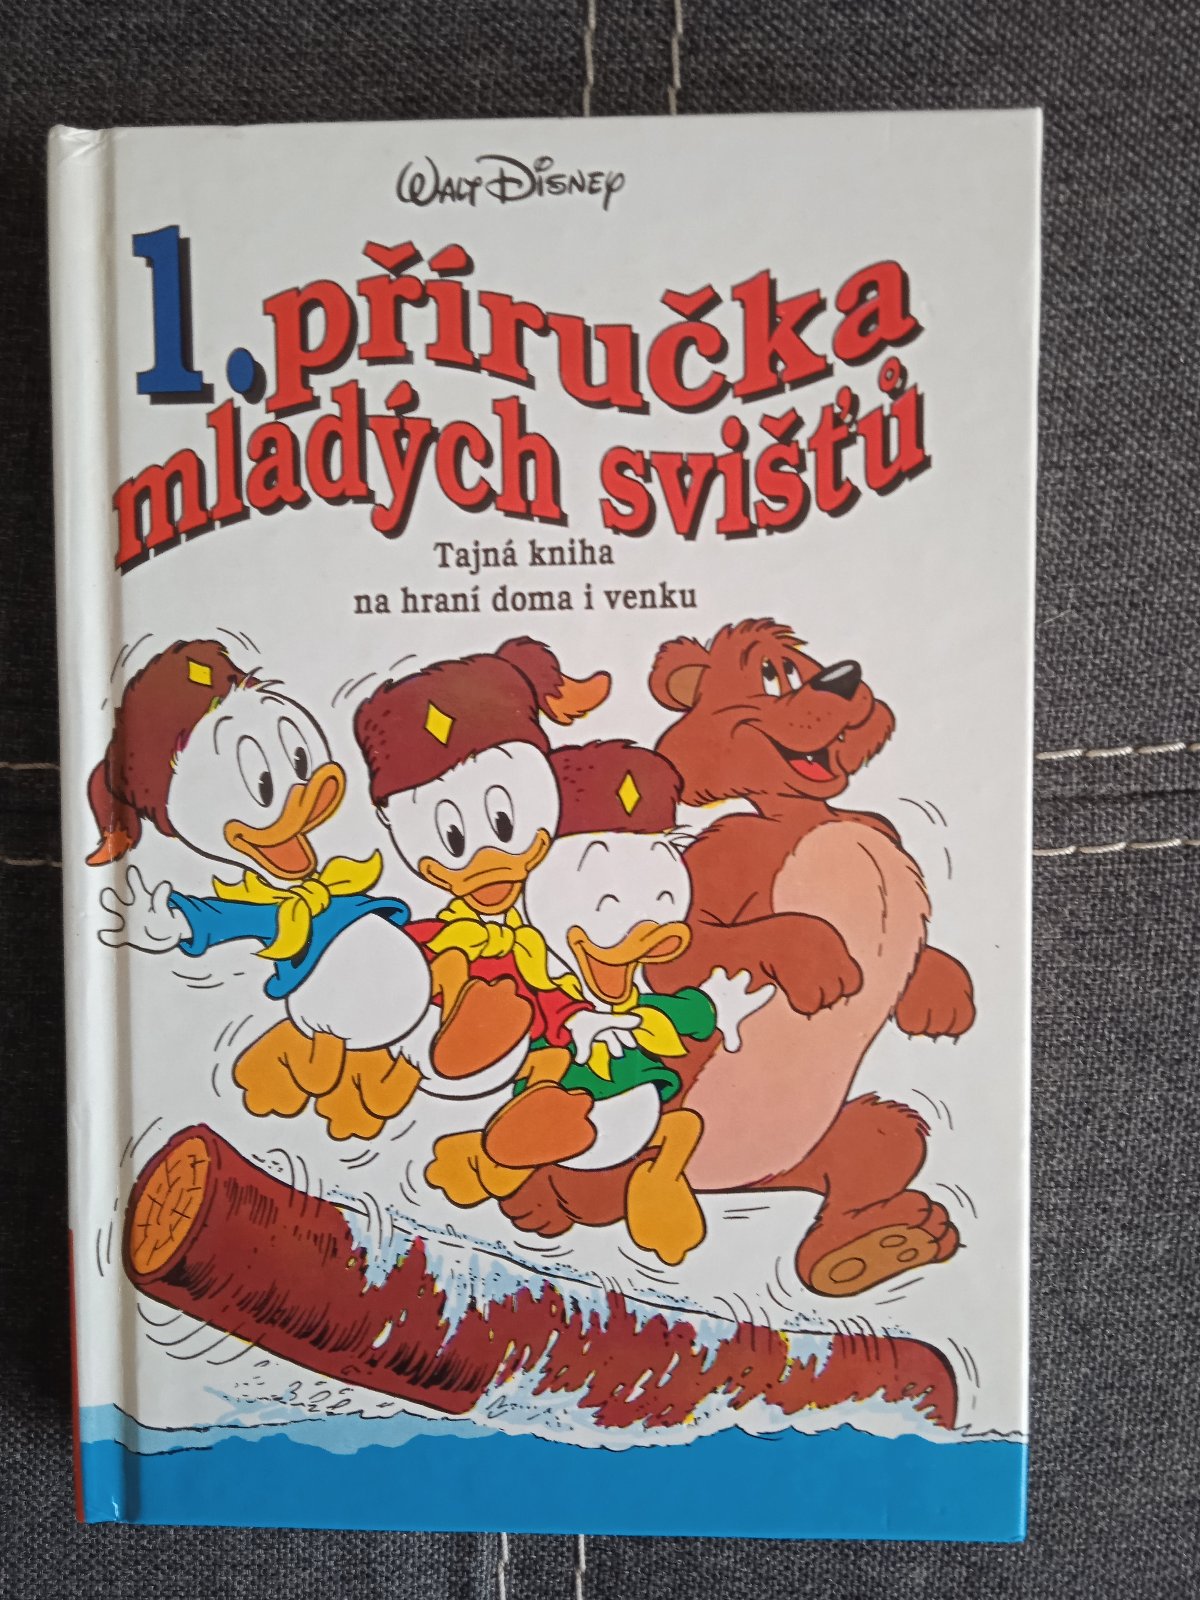 Walt Disney
1. příručka
mladých svišťů
Tajná kniha
na hraní doma i venku